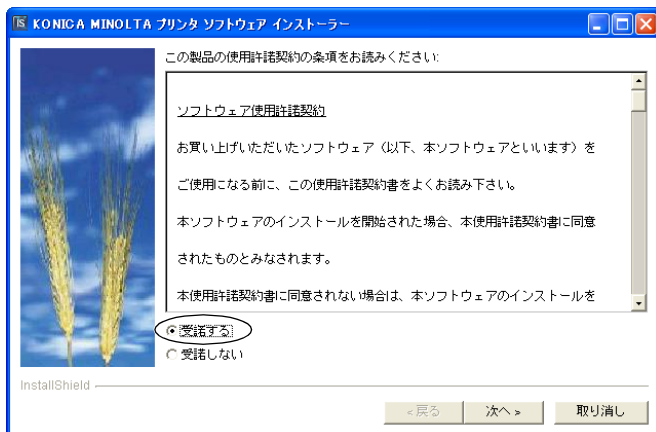 KONICA MINOLTA プリンタ ソフトウェア インストーラー
この製品の使用許諾契約の条項をお読みください:
ソフトウェア使用許諾契約
お買い上げいただいたソフトウェア（以下、本ソフトウェアといいます）を
ご使用になる前に、この使用許諾契約書をよくお読み下さい。
本ソフトウェアのインストールを開始された場合、本使用許諾契約書に同意
されたものとみなされます。
本使用許諾契約書に同意されない場合は、本ソフトウェアのインストールを
受諾する
受諾しない
InstallShield
< 戻る 次へ > 取り消し